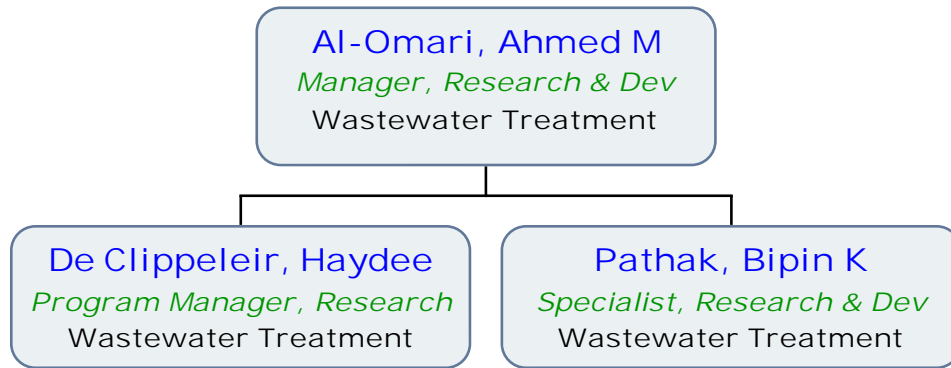 Al-Omari, Ahmed M
Manager, Research & Dev
Wastewater Treatment
De Clippeleir, Haydee
Program Manager, Research
Wastewater Treatment
Pathak, Bipin K
Specialist, Research & Dev
Wastewater Treatment